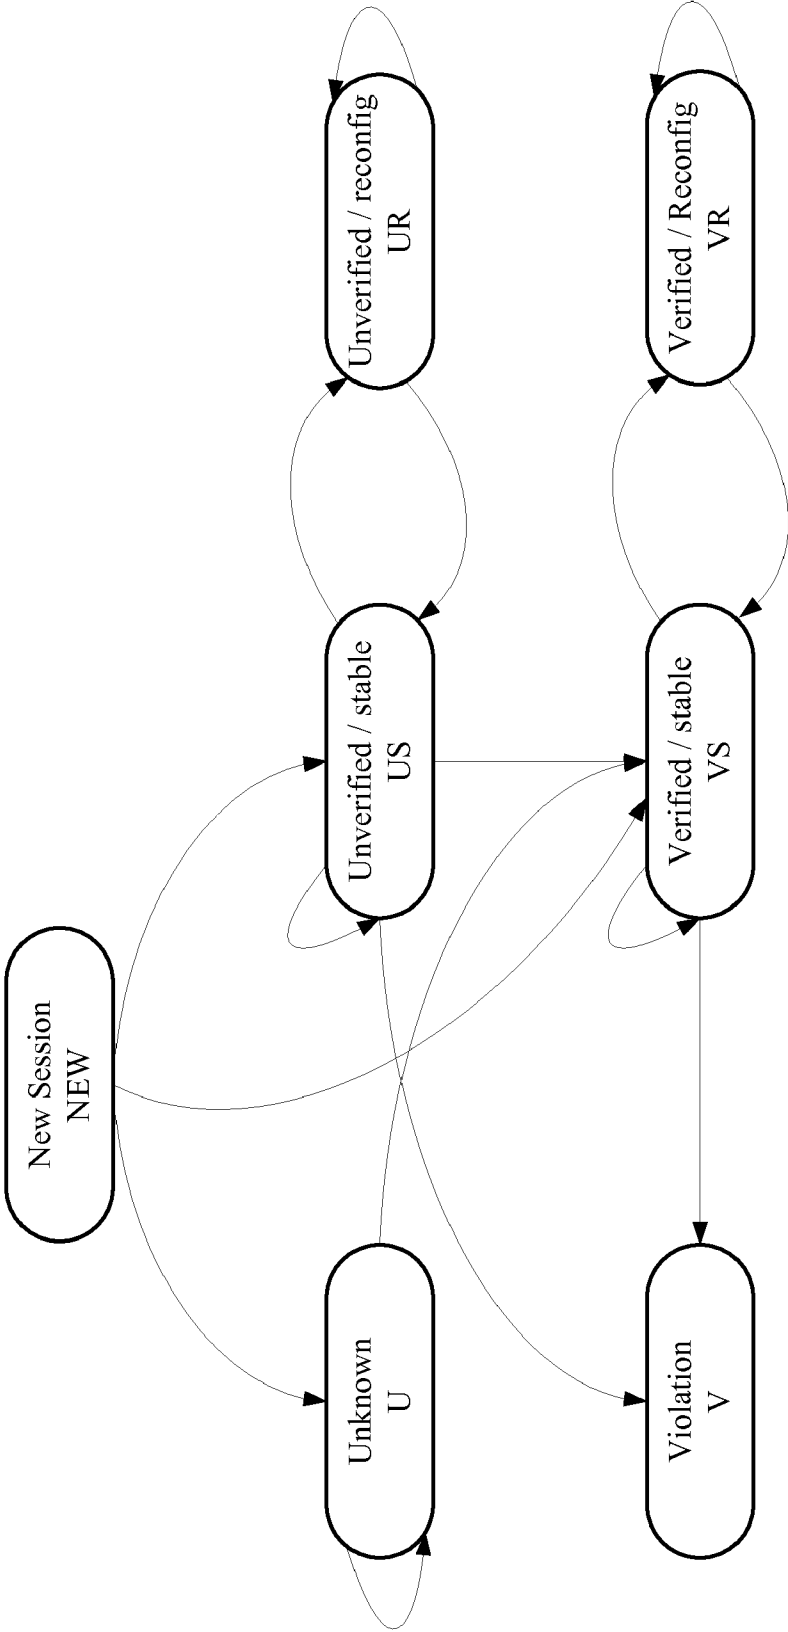 New Session
NEW
Unknown
U
Unverified / stable
US
Unverified / reconfig
UR
Violation
V
Verified / stable
VS
Verified / Reconfig
VR